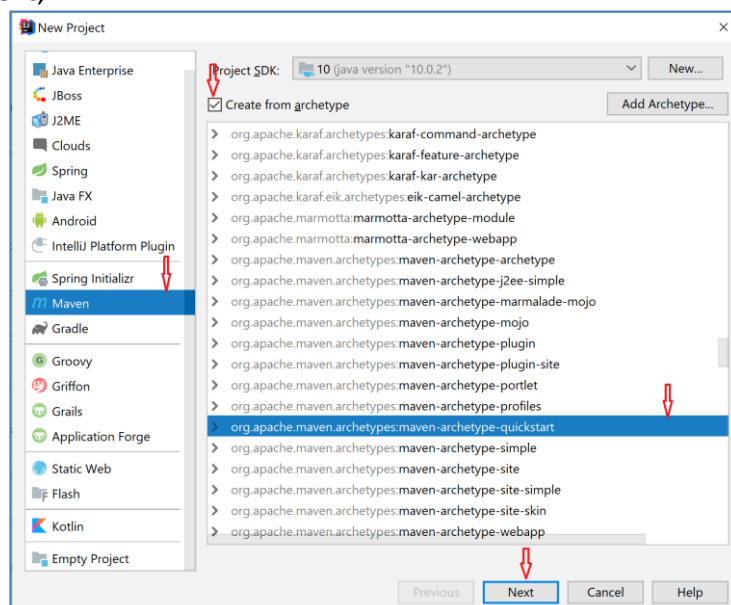 New Project
Java Enterprise
JBoss
J2ME
Clouds
Spring
Java FX
Android
IntelliJ Platform Plugin
Spring Initializr
Maven
Gradle
Groovy
Griffon
Grails
Application Forge
Static Web
Flash
Kotlin
Empty Project
Project SDK: 10 (java version "10.0.2") New...
Create from archetype Add Archetype...
org.apache.karaf.archetypes:karaf-command-archetype
org.apache.karaf.archetypes:karaf-feature-archetype
org.apache.karaf.archetypes:karaf-kar-archetype
org.apache.karaf.eik.archetypes:eik-camel-archetype
org.apache.marmotta:marmotta-archetype-module
org.apache.marmotta:marmotta-archetype-webapp
org.apache.maven.archetypes:maven-archetype-archetype
org.apache.maven.archetypes:maven-archetype-j2ee-simple
org.apache.maven.archetypes:maven-archetype-marmalade-mojo
org.apache.maven.archetypes:maven-archetype-mojo
org.apache.maven.archetypes:maven-archetype-plugin
org.apache.maven.archetypes:maven-archetype-plugin-site
org.apache.maven.archetypes:maven-archetype-portlet
org.apache.maven.archetypes:maven-archetype-profiles
org.apache.maven.archetypes:maven-archetype-quickstart
org.apache.maven.archetypes:maven-archetype-simple
org.apache.maven.archetypes:maven-archetype-site
org.apache.maven.archetypes:maven-archetype-site-simple
org.apache.maven.archetypes:maven-archetype-site-skin
org.apache.maven.archetypes:maven-archetype-webapp
Previous Next Cancel Help